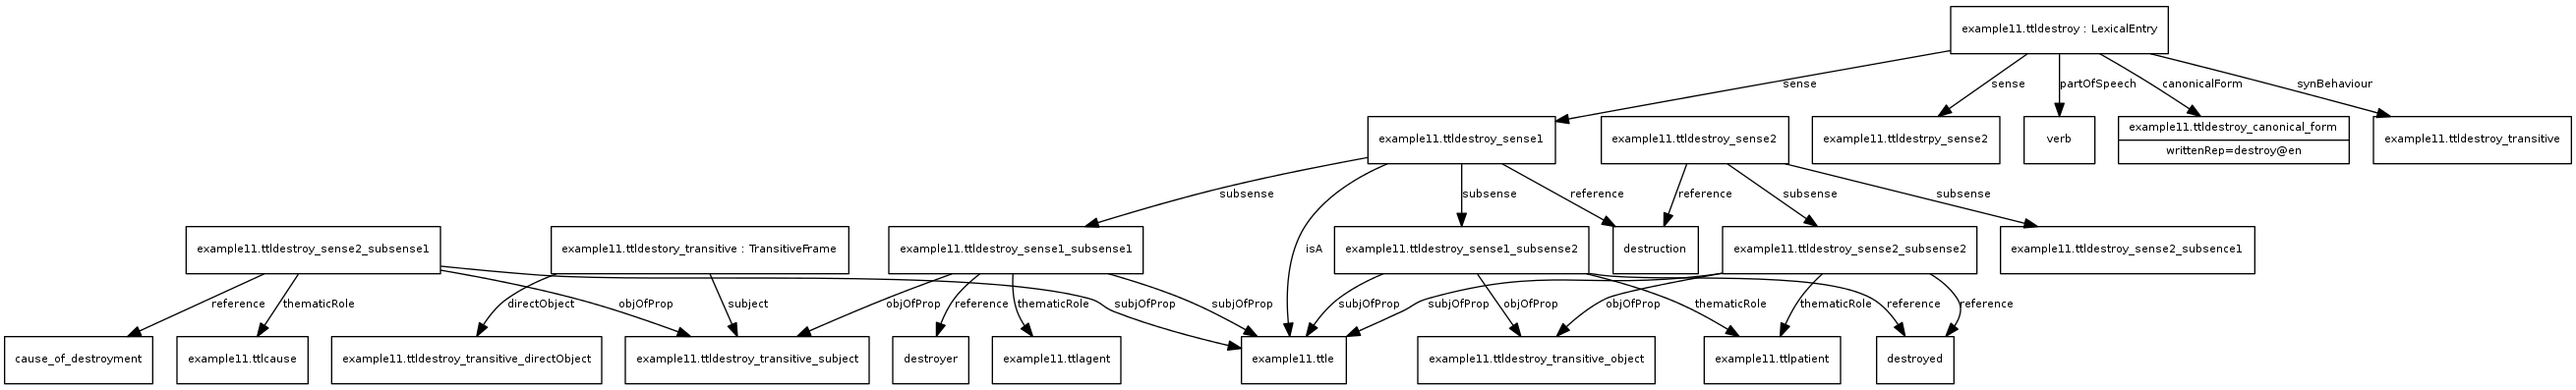 example11.ttldestroy : LexicalEntry
sense
sense
partOfSpeech
canonicalForm
synBehaviour
example11.ttldestroy_sense1
example11.ttldestroy_sense2
example11.ttldestrpy_sense2
verb
example11.ttldestroy_canonical_form
writtenRep=destroy@en
example11.ttldestroy_transitive
subsense
isA
subsense
reference
reference
subsense
subsense
example11.ttldestroy_sense2_subsense1
example11.ttldestory_transitive : TransitiveFrame
example11.ttldestroy_sense1_subsense1
example11.ttldestroy_sense1_subsense2
destruction
example11.ttldestroy_sense2_subsense2
example11.ttldestroy_sense2_subsence1
reference
thematicRole
directObject
objOfProp
subject
subjOfProp
objOfProp
reference
thematicRole
subjOfProp
subjOfProp
subjOfProp
objOfProp
objOfProp
thematicRole
thematicRole
reference
reference
cause_of_destroyment
example11.ttlcause
example11.ttldestroy_transitive_directObject
example11.ttldestroy_transitive_subject
destroyer
example11.ttlagent
example11.ttle
example11.ttldestroy_transitive_object
example11.ttlpatient
destroyed